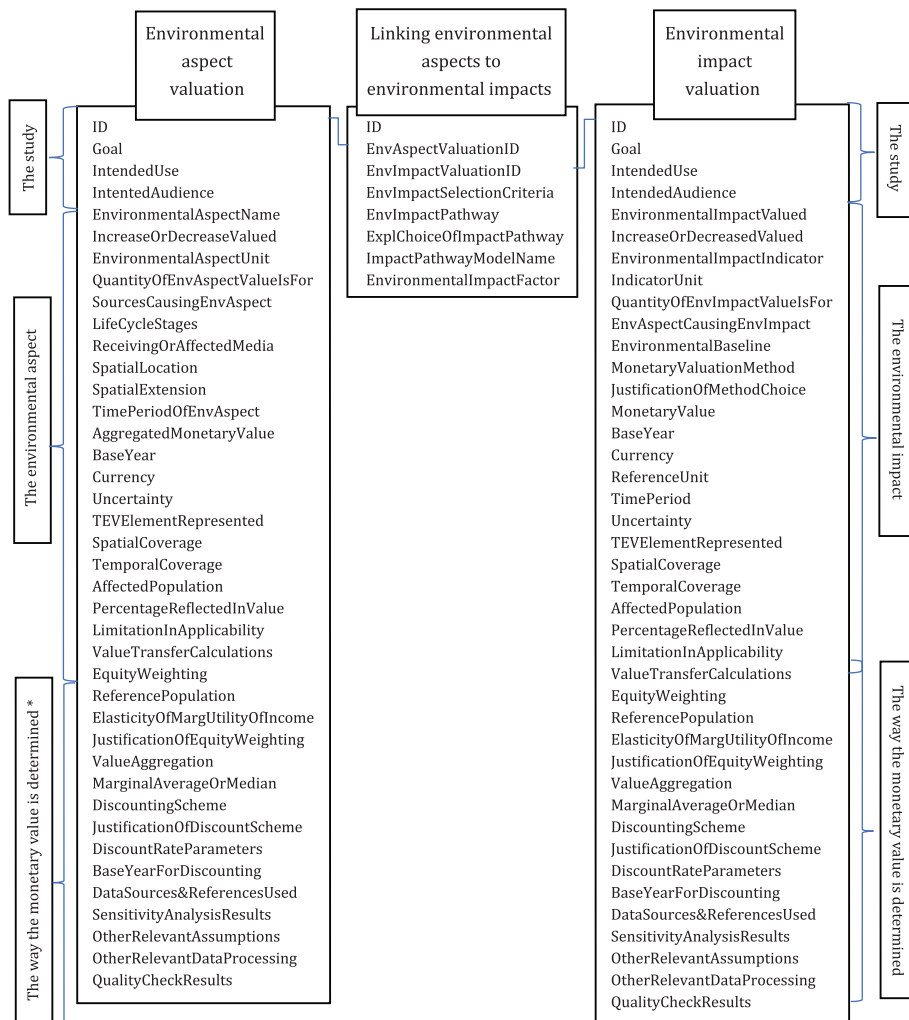 Environmental
aspect
valuation
Linking environmental
aspects to
environmental impacts
Environmental
impact
valuation
The study
The environmental aspect
The way the monetary value is determined *
ID
Goal
IntendedUse
IntentedAudience
EnvironmentalAspectName
IncreaseOrDecreaseValued
EnvironmentalAspectUnit
QuantityOfEnvAspectValueIsFor
SourcesCausingEnvAspect
LifeCycleStages
ReceivingOrAffectedMedia
SpatialLocation
SpatialExtension
TimePeriodOfEnvAspect
AggregatedMonetaryValue
BaseYear
Currency
Uncertainty
TEVElementRepresented
SpatialCoverage
TemporalCoverage
AffectedPopulation
PercentageReflectedInValue
LimitationInApplicability
ValueTransferCalculations
EquityWeighting
ReferencePopulation
ElasticityOfMargUtilityOfIncome
JustificationOfEquityWeighting
ValueAggregation
MarginalAverageOrMedian
DiscountingScheme
JustificationOfDiscountScheme
DiscountRateParameters
BaseYearForDiscounting
DataSources&ReferencesUsed
SensitivityAnalysisResults
OtherRelevantAssumptions
OtherRelevantDataProcessing
QualityCheckResults
ID
EnvAspectValuationID
EnvImpactValuationID
EnvImpactSelectionCriteria
EnvImpactPathway
ExplChoiceOfImpactPathway
ImpactPathwayModelName
EnvironmentalImpactFactor
ID
Goal
IntendedUse
IntendedAudience
EnvironmentalImpactValued
IncreaseOrDecreasedValued
EnvironmentalImpactIndicator
IndicatorUnit
QuantityOfEnvImpactValueIsFor
EnvAspectCausingEnvImpact
EnvironmentalBaseline
MonetaryValuationMethod
JustificationOfMethodChoice
MonetaryValue
BaseYear
Currency
ReferenceUnit
TimePeriod
Uncertainty
TEVElementRepresented
SpatialCoverage
TemporalCoverage
AffectedPopulation
PercentageReflectedInValue
LimitationInApplicability
ValueTransferCalculations
EquityWeighting
ReferencePopulation
ElasticityOfMargUtilityOfIncome
JustificationOfEquityWeighting
ValueAggregation
MarginalAverageOrMedian
DiscountingScheme
JustificationOfDiscountScheme
DiscountRateParameters
BaseYearForDiscounting
DataSources&ReferencesUsed
SensitivityAnalysisResults
OtherRelevantAssumptions
OtherRelevantDataProcessing
QualityCheckResults
The study
The environmental impact
The way the monetary value is determined